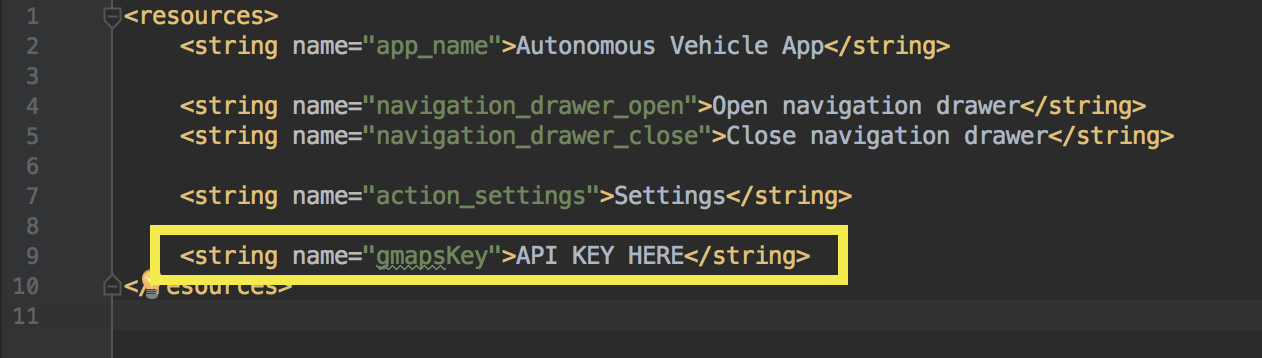 1 <resources>
2 <string name="app_name">Autonomous Vehicle App</string>
3
4 <string name="navigation_drawer_open">Open navigation drawer</string>
5 <string name="navigation_drawer_close">Close navigation drawer</string>
6
7 <string name="action_settings">Settings</string>
8
9 <string name="gmapsKey">API KEY HERE</string>
10 </resources>
11